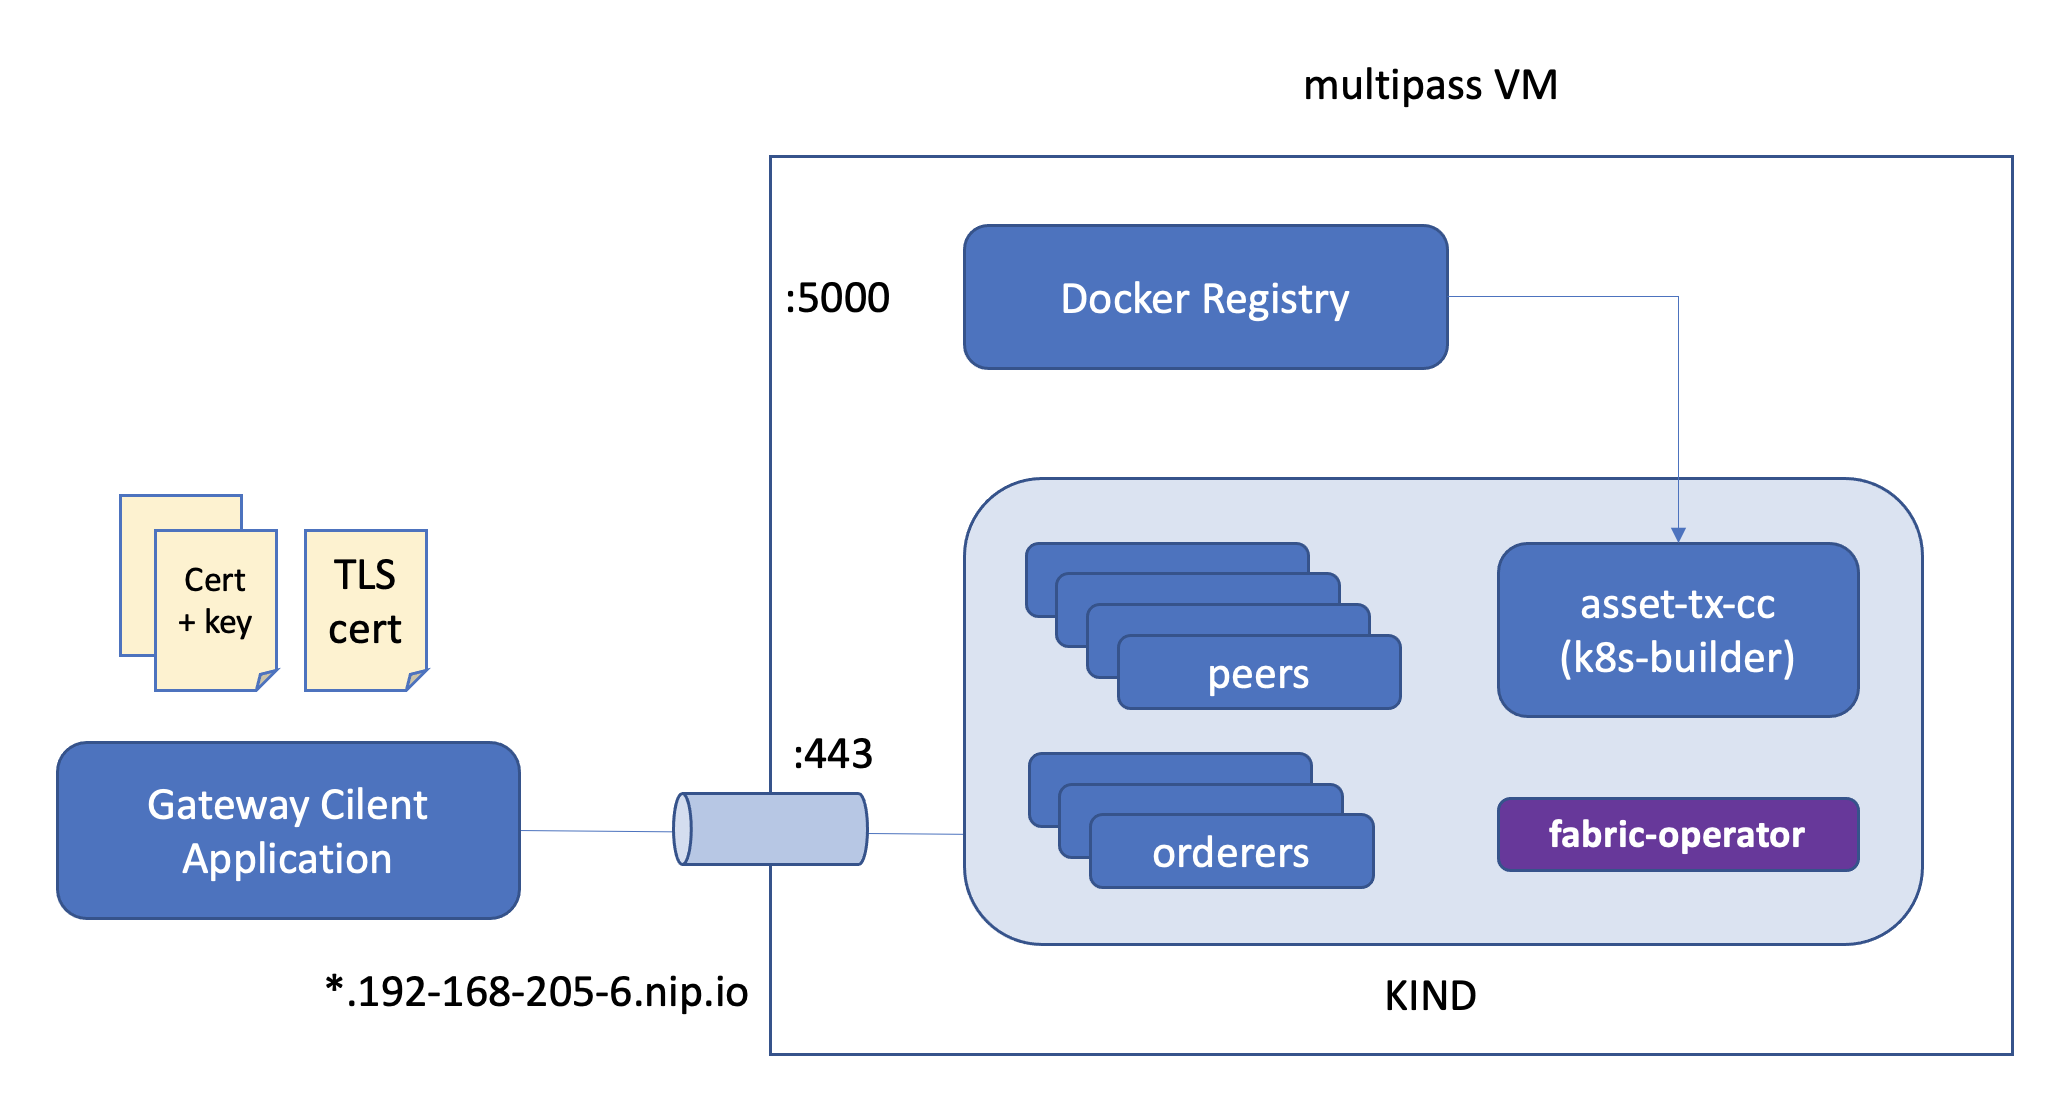 multipass VM
:5000
Docker Registry
Cert
+ key
TLS
cert
peers
asset-tx-cc
(k8s-builder)
:443
Gateway Cilent
Application
orderers
fabric-operator
*.192-168-205-6.nip.io
KIND